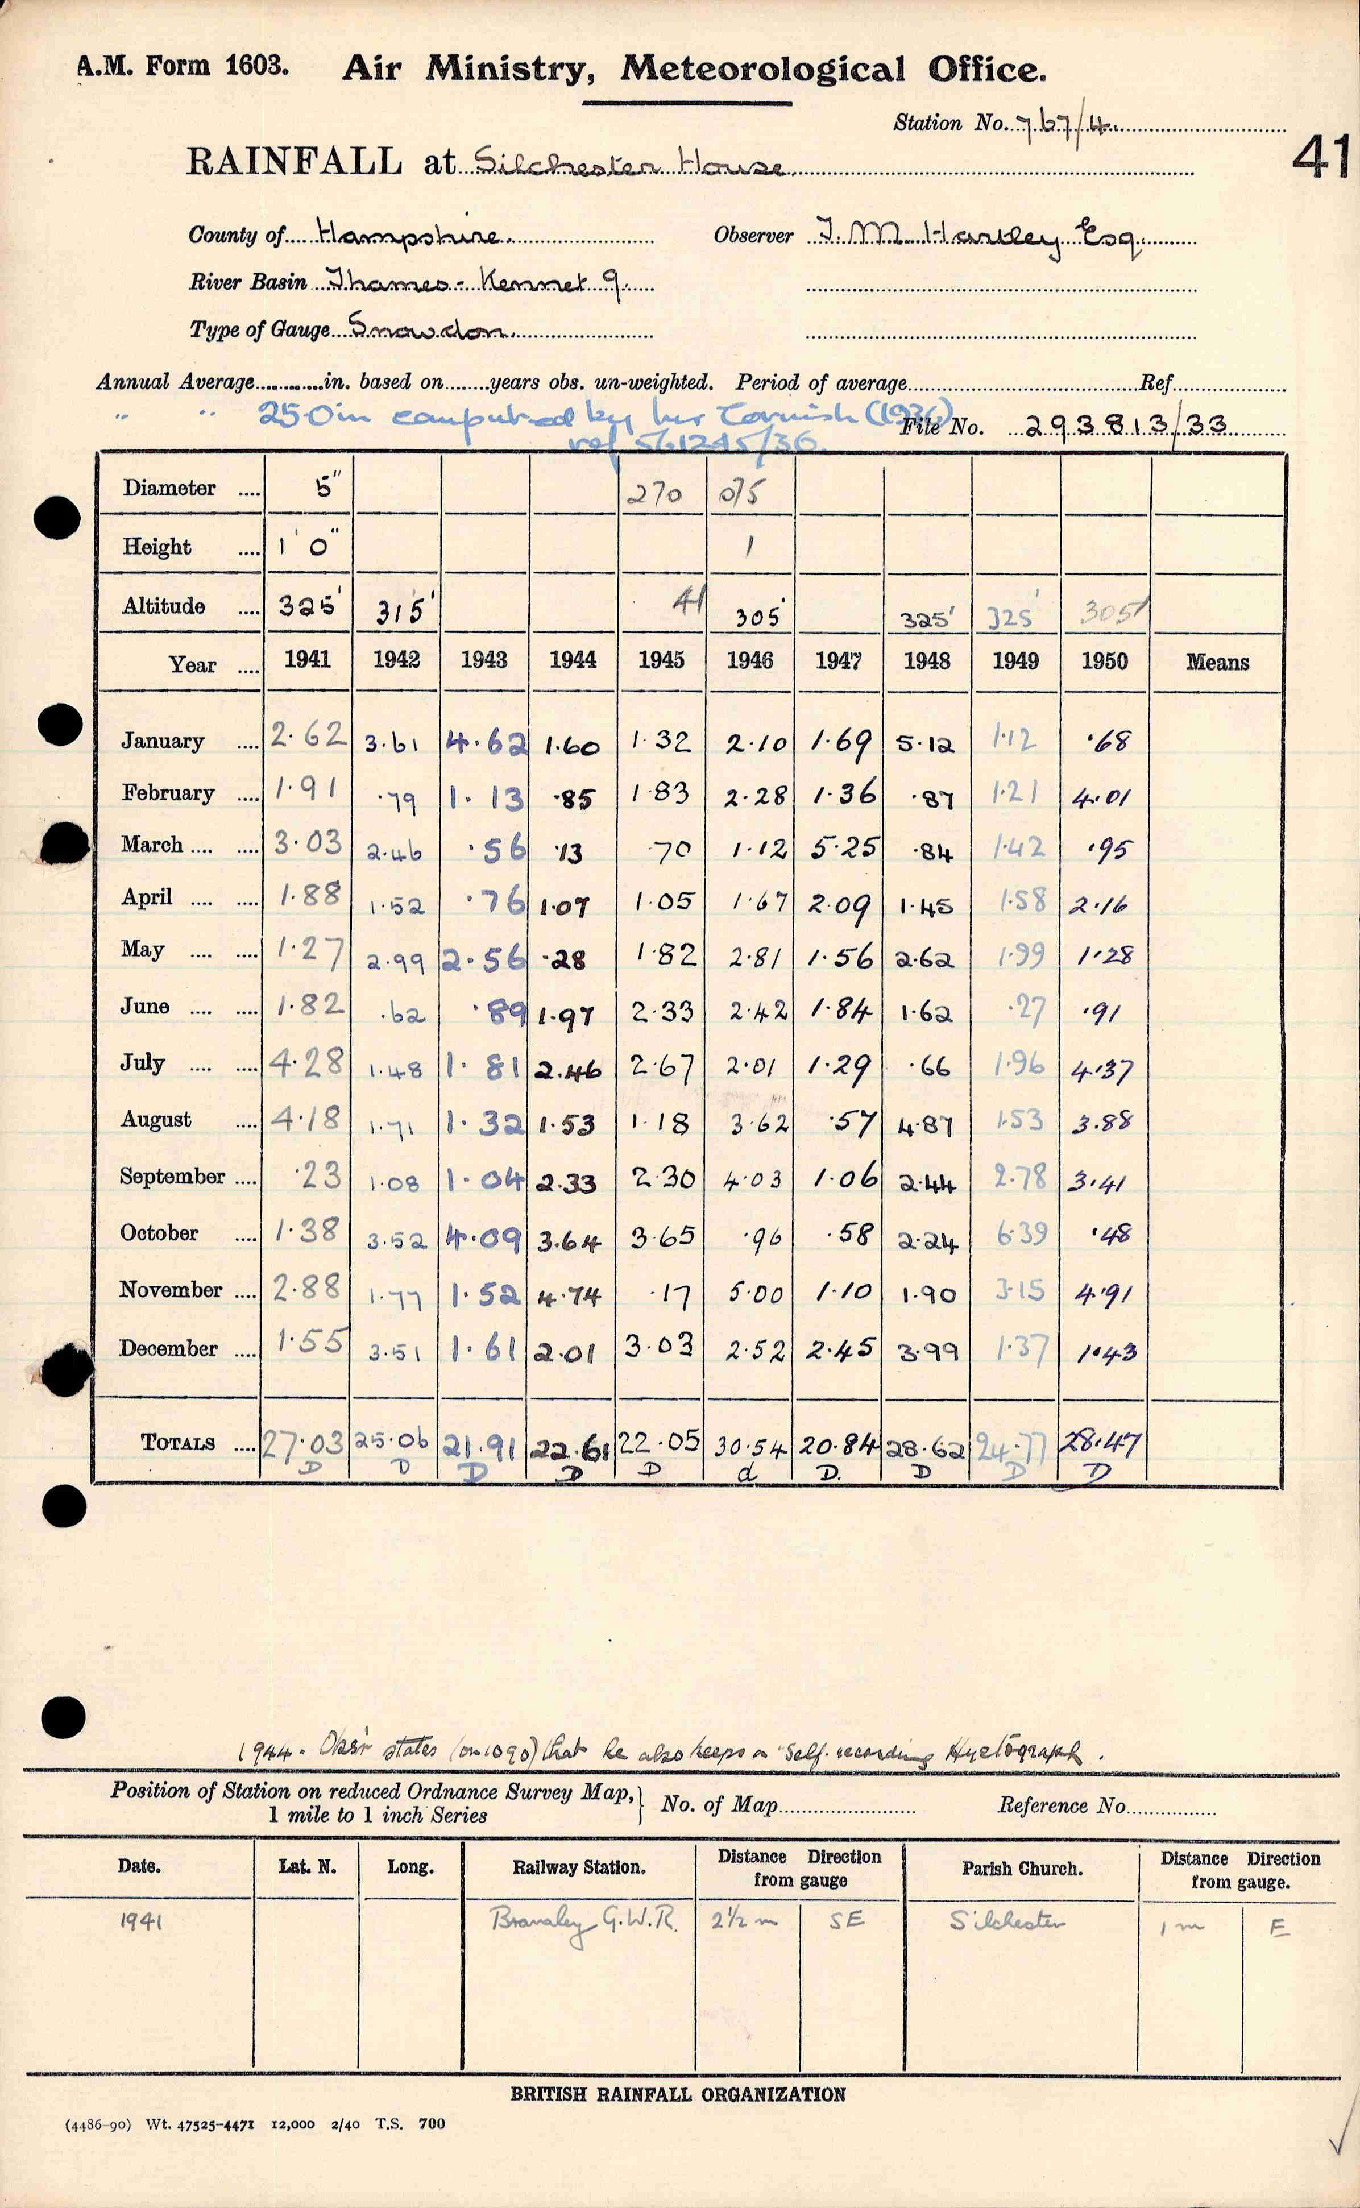 A.M. Form 1603. Air Ministry, Meteorological Office.
Station No. 767/4.
41
RAINFALL at Silchester House.
County of Hampshire. Observer J. M. Hartley Esq.
River Basin Thames - Kennet 9.
Type of Gauge Snowdon.
Annual Average............in. based on........years obs. un-weighted. Period of average........Ref........
" " 25.0 in computed by Mr Cornish (1936)
File No. 293813/33
ref 561245/36.
Diameter .... 5" 270 075
Height .... 1' 0" 1
Altitude .... 325' 315' 41 305' 325' 325' 305'
Year .... 1941 1942 1943 1944 1945 1946 1947 1948 1949 1950 Means
January .... 2.62 3.61 4.62 1.60 1.32 2.10 1.69 5.12 1.12 .68
February .... 1.91 .79 1.13 .85 1.83 2.28 1.36 .87 1.21 4.01
March .... .... 3.03 2.46 .56 .13 .70 1.12 5.25 .84 1.42 .95
April .... .... 1.88 1.52 .76 1.07 1.05 1.67 2.09 1.45 1.58 2.16
May .... .... 1.27 2.99 2.56 .28 1.82 2.81 1.56 2.62 1.99 1.28
June .... .... 1.82 .62 .89 1.97 2.33 2.42 1.84 1.62 .27 .91
July .... .... 4.28 1.48 1.81 2.46 2.67 2.01 1.29 .66 1.96 4.37
August .... 4.18 1.71 1.32 1.53 1.18 3.62 .57 4.87 1.53 3.88
September .... .23 1.08 1.04 2.33 2.30 4.03 1.06 2.44 2.78 3.41
October .... 1.38 3.52 4.09 3.64 3.65 .96 .58 2.24 6.39 .48
November .... 2.88 1.77 1.52 4.74 .17 5.00 1.10 1.90 3.15 4.91
December .... 1.55 3.51 1.61 2.01 3.03 2.52 2.45 3.99 1.37 1.43
TOTALS .... 27.03 25.06 21.91 22.61 22.05 30.54 20.84 28.62 24.77 28.47
D D D D D d D. D D D
1944. Obsr states (on 1090) that he also keeps a Self-recording Hyetograph.
Position of Station on reduced Ordnance Survey Map, } No. of Map........ Reference No........
1 mile to 1 inch Series
Date. Lat. N. Long. Railway Station. Distance Direction from gauge Parish Church. Distance Direction from gauge.
1941 Bramley G.W.R. 2½ m SE Silchester 1 m E
BRITISH RAINFALL ORGANIZATION
(4486-90) Wt. 47525-4471 12,000 2/40 T.S. 700